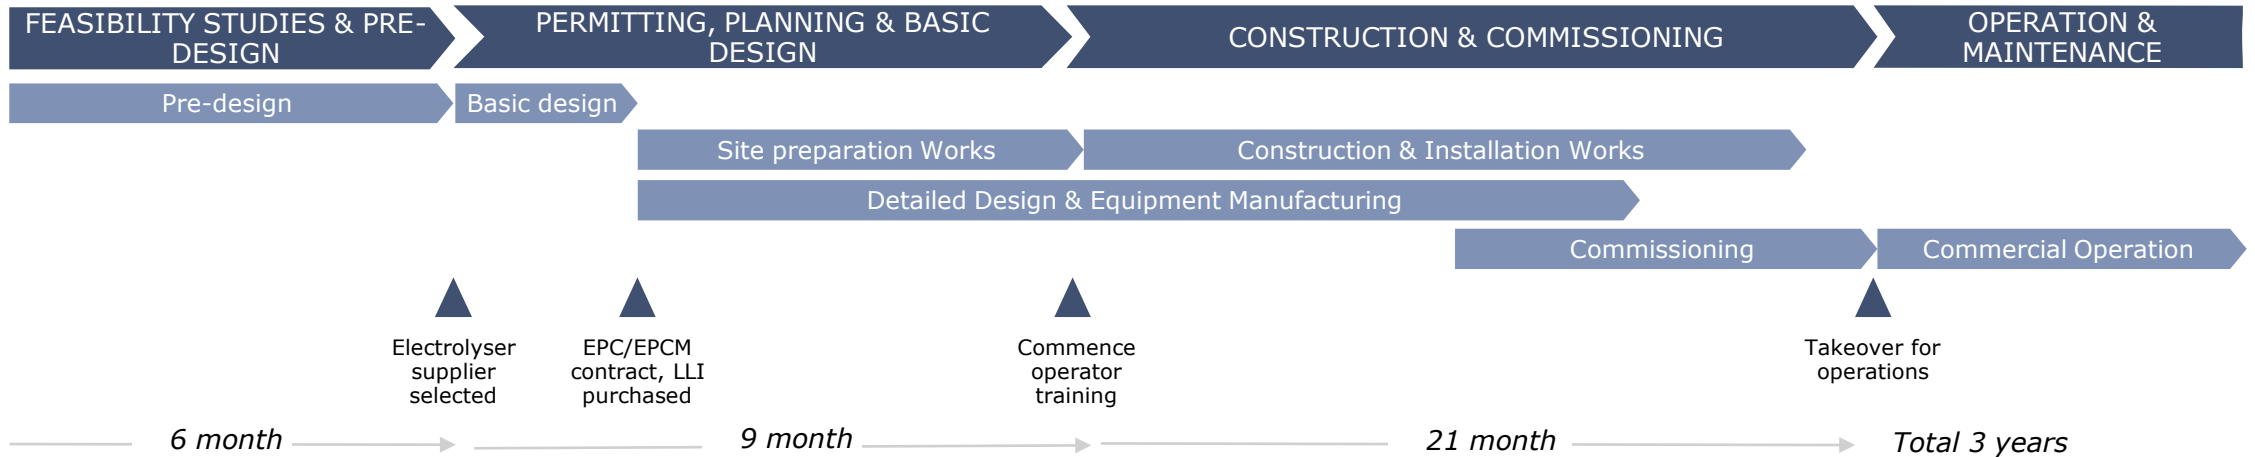 FEASIBILITY STUDIES & PRE-
DESIGN
PERMITTING, PLANNING & BASIC
DESIGN
CONSTRUCTION & COMMISSIONING
OPERATION &
MAINTENANCE
Pre-design
Basic design
Site preparation Works
Construction & Installation Works
Detailed Design & Equipment Manufacturing
Commissioning
Commercial Operation
Electrolyser
supplier
selected
EPC/EPCM
contract, LLI
purchased
Commence
operator
training
Takeover for
operations
6 month
9 month
21 month
Total 3 years